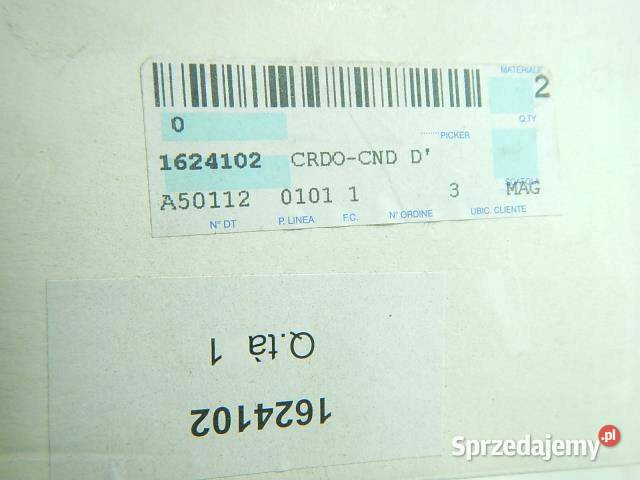 MATERIALE
2
0
Q.TY
PICKER
1624102 CRDO-CND D'
SCATOLA
A50112 0101 1 3 MAG
N° DT P. LINEA F.C. N° ORDINE UBIC. CLIENTE
Q.tà 1
1624102
Sprzedajemy.pl